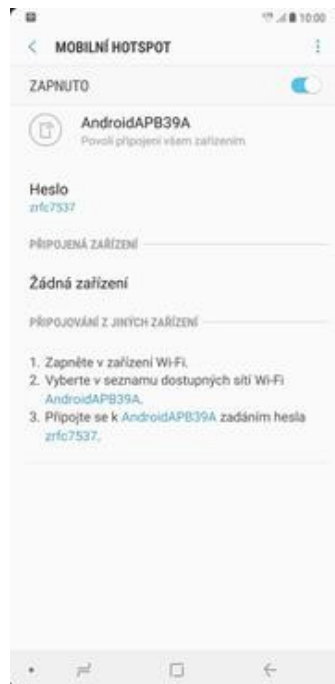 10:00
MOBILNÍ HOTSPOT
ZAPNUTO
AndroidAPB39A
Povolí připojení všem zařízením
Heslo
zrfc7537
PŘIPOJENÁ ZAŘÍZENÍ
Žádná zařízení
PŘIPOJOVÁNÍ Z JINÝCH ZAŘÍZENÍ
1. Zapněte v zařízení Wi-Fi.
2. Vyberte v seznamu dostupných sítí Wi-Fi
AndroidAPB39A.
3. Připojte se k AndroidAPB39A zadáním hesla
zrfc7537.